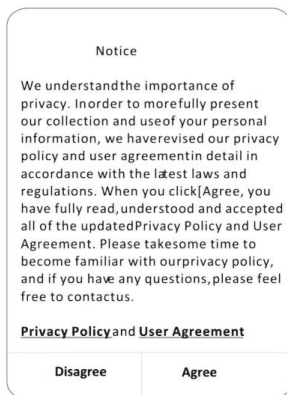 Notice
We understandthe importance of
privacy. Inorder to morefully present
our collection and useof your personal
information, we haverevised our privacy
policy and user agreementin detail in
accordance with the latest laws and
regulations. When you click[Agree, you
have fully read,understood and accepted
all of the updatedPrivacy Policy and User
Agreement. Please takesome time to
become familiar with ourprivacy policy,
and if you have any questions,please feel
free to contactus.
Privacy Policy and User Agreement
Disagree Agree